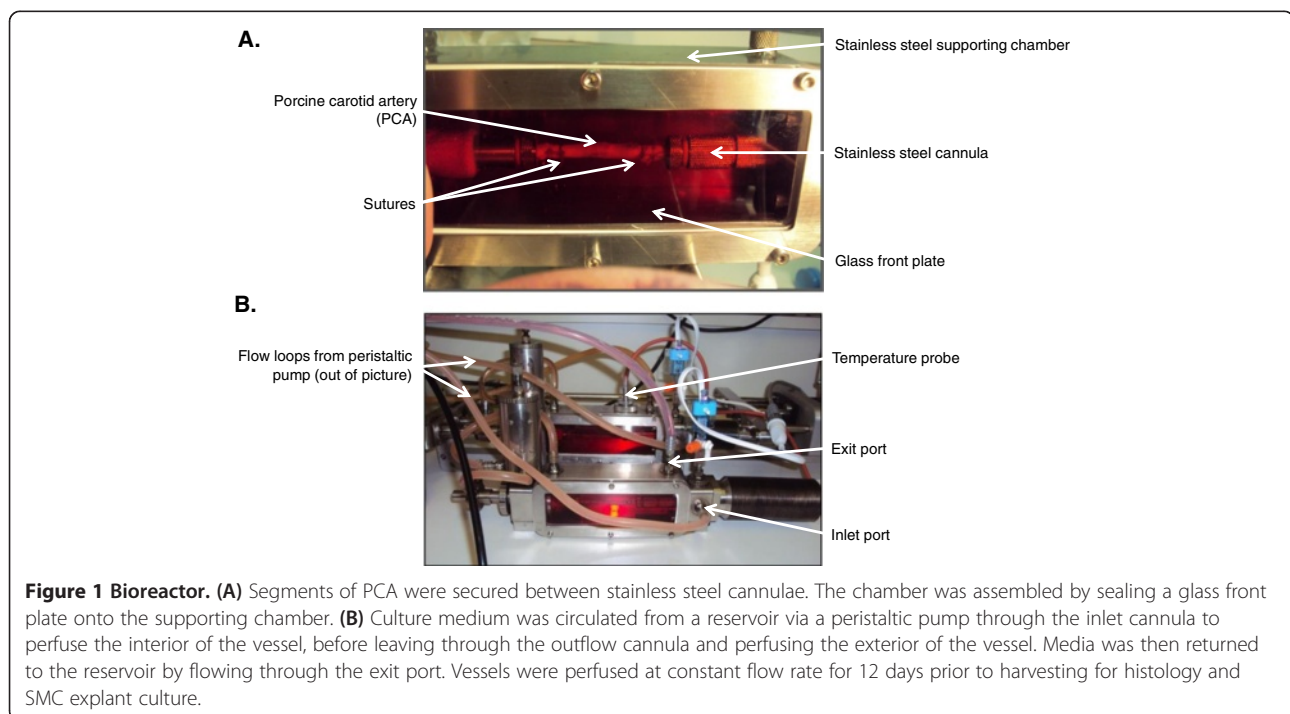 A.
Stainless steel supporting chamber
Porcine carotid artery
(PCA)
Stainless steel cannula
Sutures
Glass front plate
B.
Flow loops from peristaltic
pump (out of picture)
Temperature probe
Exit port
Inlet port
Figure 1 Bioreactor. (A) Segments of PCA were secured between stainless steel cannulae. The chamber was assembled by sealing a glass front
plate onto the supporting chamber. (B) Culture medium was circulated from a reservoir via a peristaltic pump through the inlet cannula to
perfuse the interior of the vessel, before leaving through the outflow cannula and perfusing the exterior of the vessel. Media was then returned
to the reservoir by flowing through the exit port. Vessels were perfused at constant flow rate for 12 days prior to harvesting for histology and
SMC explant culture.